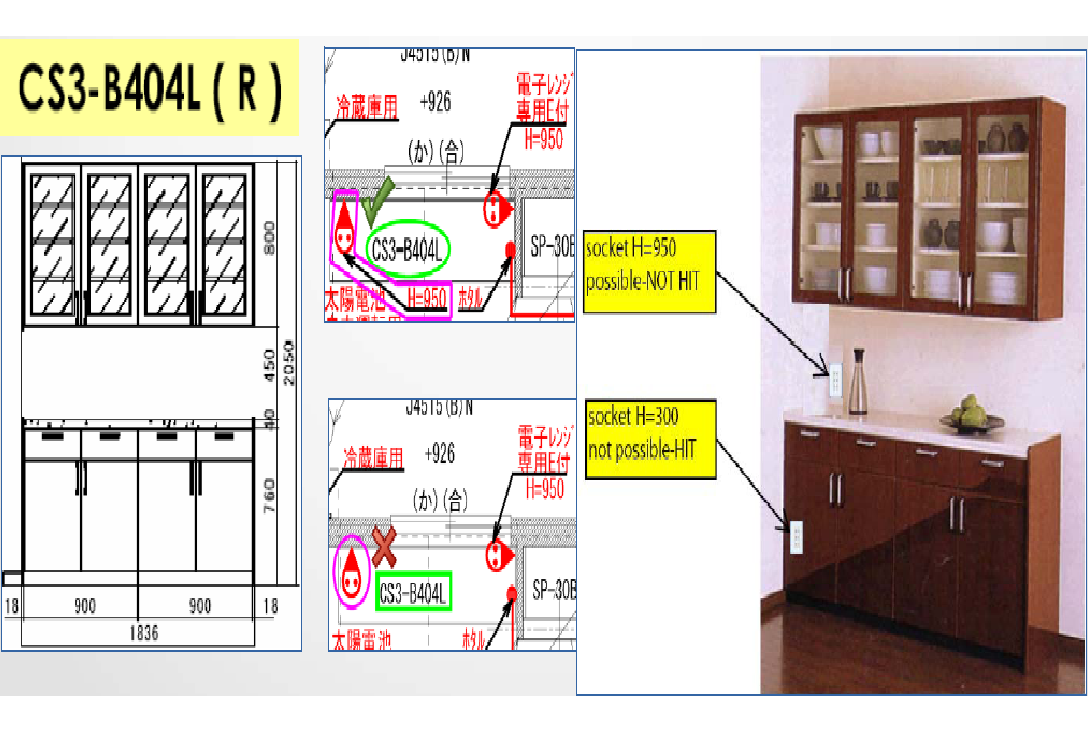 CS3-B404L ( R )
800
450
2050
40
760
18
900
900
18
1836
J4515(B)N
冷蔵庫用
+926
電子レンジ
専用E付
H=950
(か)(合)
CS3-B404L
SP-30B
太陽電池
H=950
ホタル
J4515(B)N
冷蔵庫用
+926
電子レンジ
専用E付
H=950
(か)(合)
CS3-B404L
SP-30B
太陽電池
ホタル
socket H=950
possible-NOT HIT
socket H=300
not possible-HIT